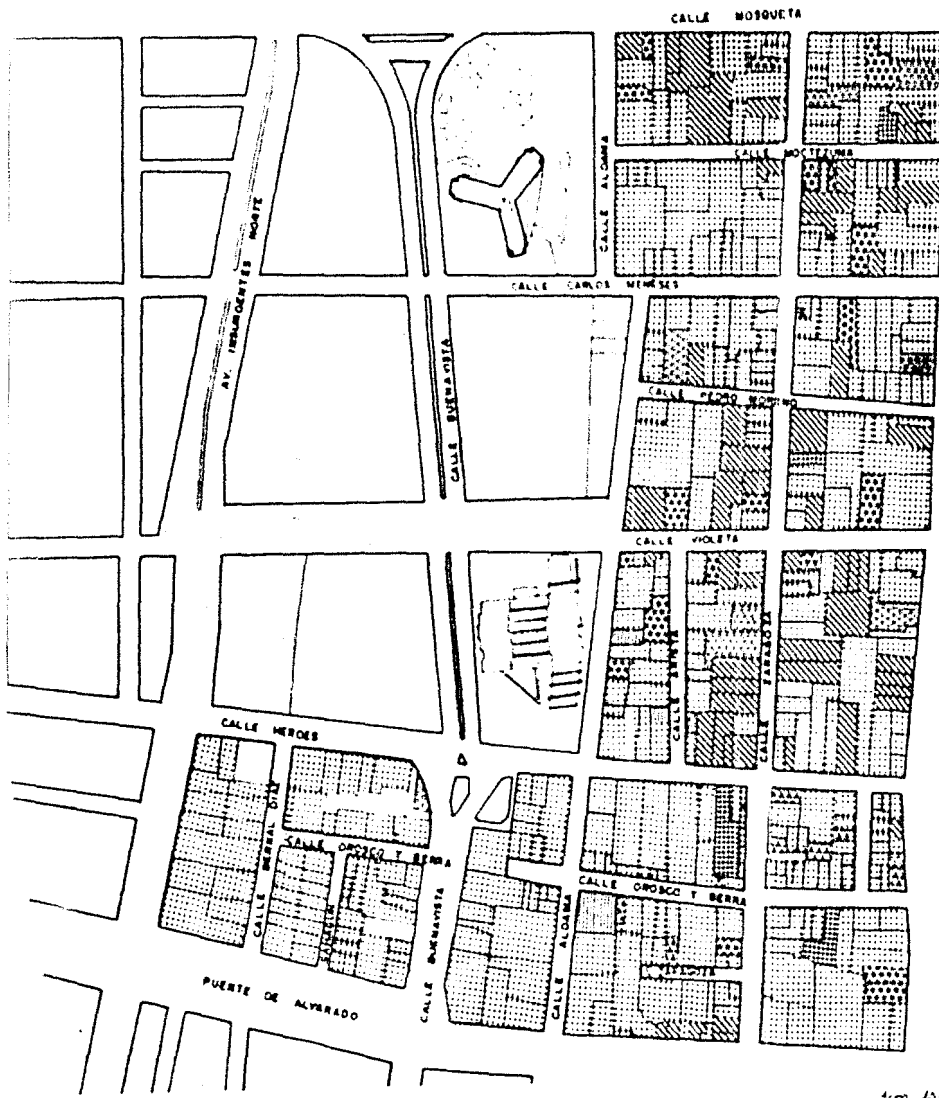 CALLE MOSQUETA
CALLE ALDAMA
CALLE MOCTEZUMA
AV. INSURGENTES NORTE
CALLE CARLOS MENESES
CALLE BUENAVISTA
CALLE PEDRO MORENO
CALLE VIOLETA
CALLE ARISTA
CALLE ZARAGOZA
CALLE HEROES
CALLE BERNAL DIAZ
CALLE OROSCO Y BERRA
CALLE OROSCO Y BERRA
CALLE BUENAVISTA
CALLE ALDAMA
PUENTE DE ALVARADO